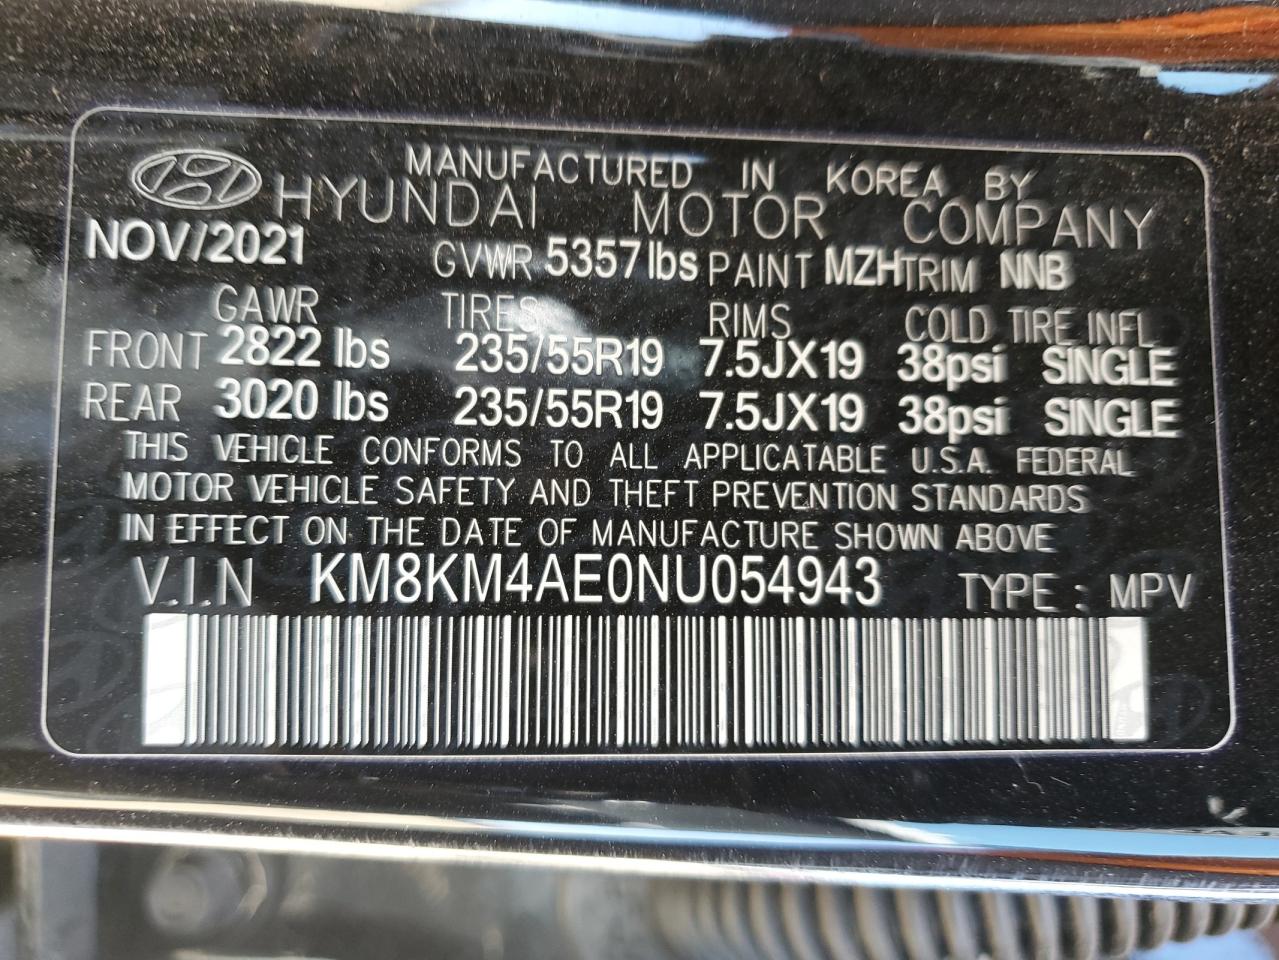 MANUFACTURED IN KOREA BY
HYUNDAI MOTOR COMPANY
NOV/2021 GVWR 5357 lbs PAINT MZH TRIM NNB
GAWR TIRES RIMS COLD TIRE INFL
FRONT 2822 lbs 235/55R19 7.5JX19 38psi SINGLE
REAR 3020 lbs 235/55R19 7.5JX19 38psi SINGLE
THIS VEHICLE CONFORMS TO ALL APPLICATABLE U.S.A. FEDERAL
MOTOR VEHICLE SAFETY AND THEFT PREVENTION STANDARDS
IN EFFECT ON THE DATE OF MANUFACTURE SHOWN ABOVE
V.I.N KM8KM4AE0NU054943 TYPE : MPV